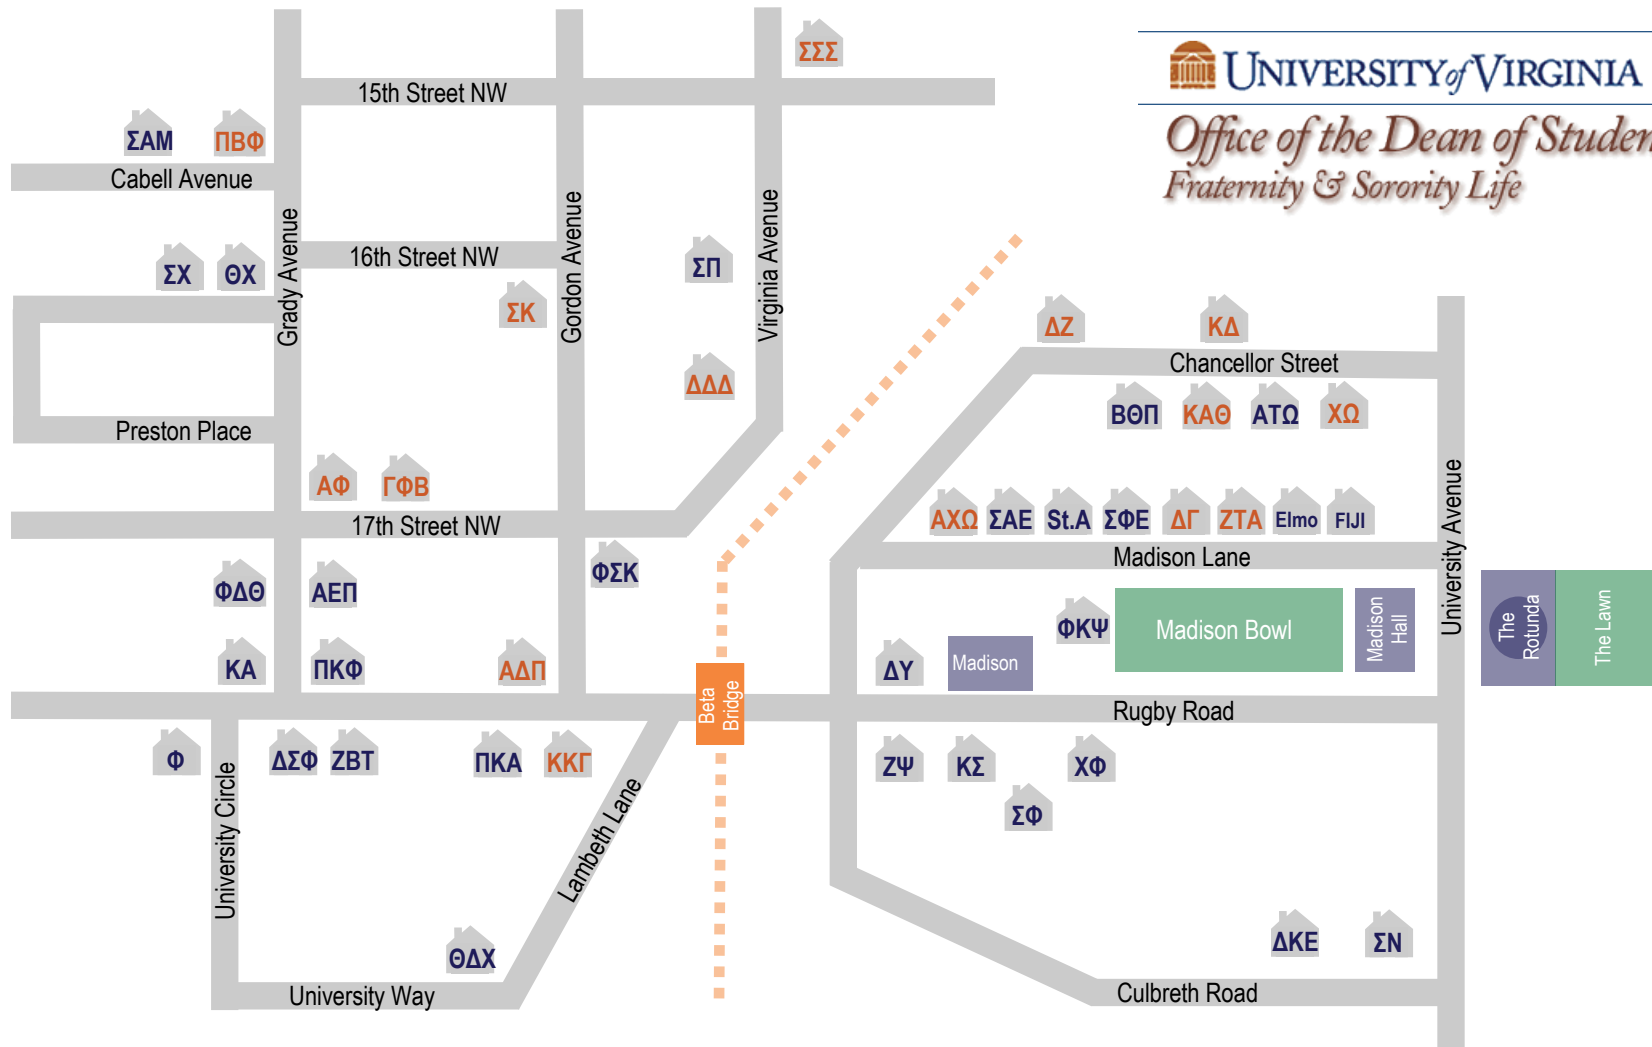 ΣΣΣ
UNIVERSITY of VIRGINIA
15th Street NW
Office of the Dean of Studen
Fraternity & Sorority Life
ΣΑΜ
ΠΒΦ
Cabell Avenue
Grady Avenue
Gordon Avenue
Virginia Avenue
16th Street NW
ΣΧ
ΘΧ
ΣΠ
ΣΚ
ΔΖ
ΚΔ
Chancellor Street
ΔΔΔ
ΒΘΠ
ΚΑΘ
ΑΤΩ
ΧΩ
Preston Place
ΑΦ
ΓΦΒ
17th Street NW
ΑΧΩ
ΣΑΕ
St.A
ΣΦΕ
ΔΓ
ΖΤΑ
Elmo
FIJI
Madison Lane
University Avenue
ΦΣΚ
ΦΔΘ
ΑΕΠ
ΦΚΨ
Madison Bowl
Madison
Hall
The
Rotunda
The Lawn
ΚΑ
ΠΚΦ
ΑΔΠ
ΔΥ
Madison
Beta
Bridge
Rugby Road
Φ
ΔΣΦ
ΖΒΤ
ΠΚΑ
ΚΚΓ
ΖΨ
ΚΣ
ΧΦ
ΣΦ
University Circle
Lambeth Lane
ΘΔΧ
ΔΚΕ
ΣΝ
University Way
Culbreth Road